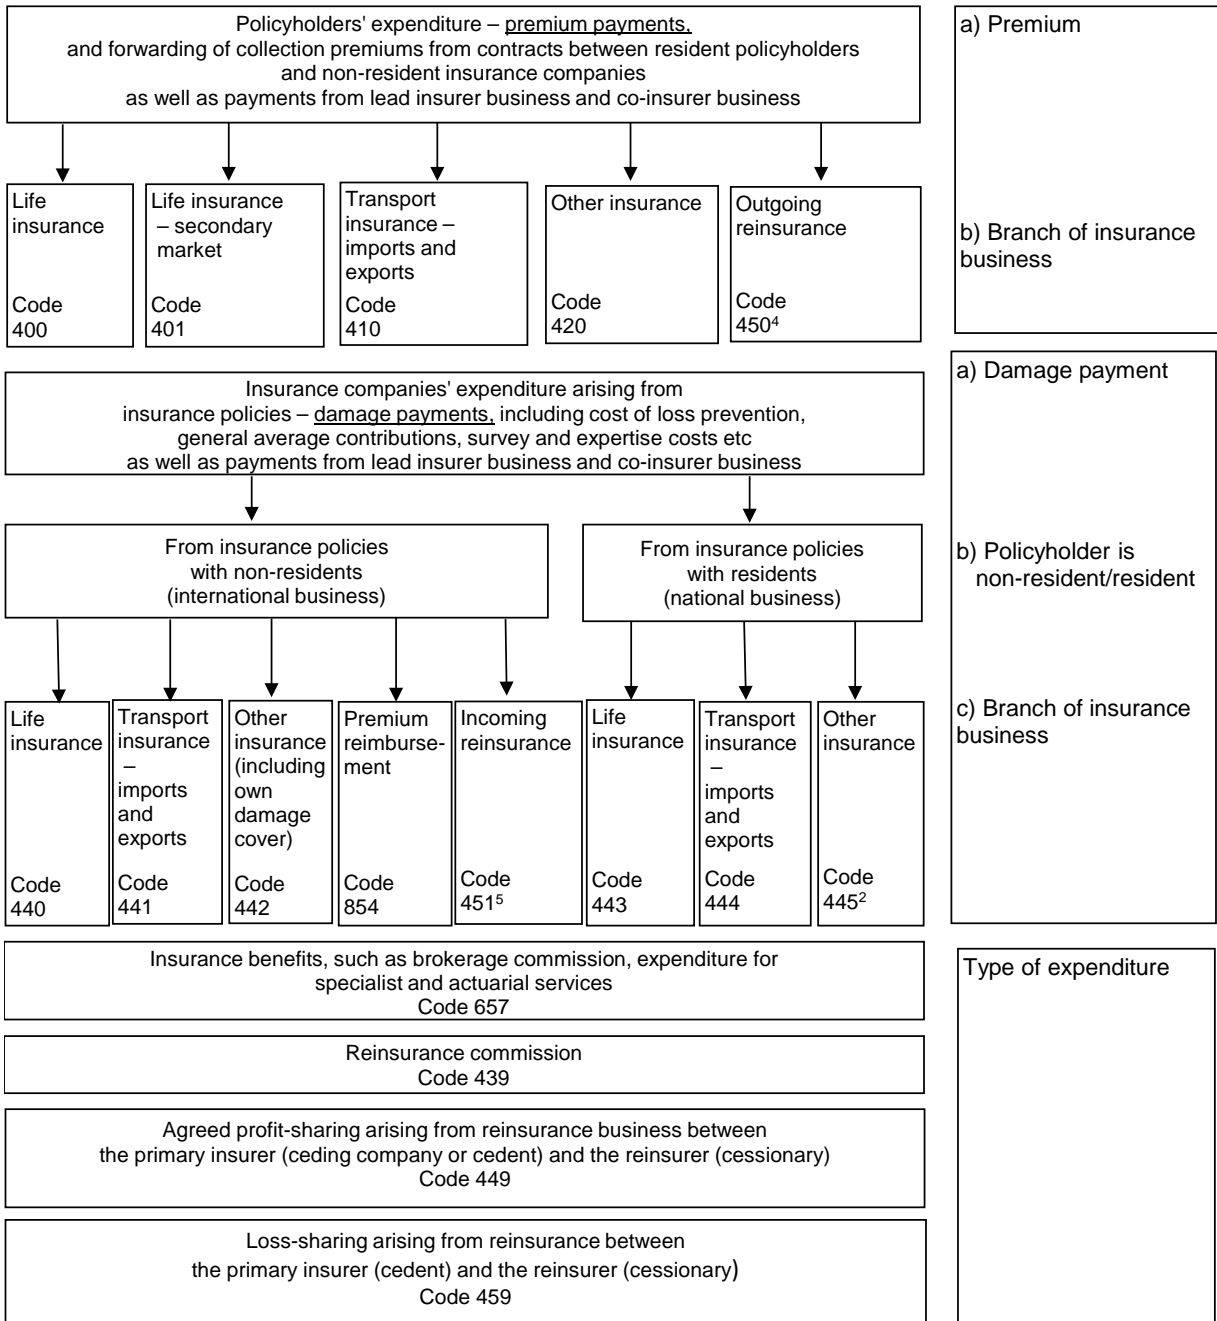 Policyholders' expenditure – premium payments,
and forwarding of collection premiums from contracts between resident policyholders
and non-resident insurance companies
as well as payments from lead insurer business and co-insurer business
a) Premium
b) Branch of insurance
business
Life
insurance
Code
400
Life insurance
– secondary
market
Code
401
Transport
insurance –
imports and
exports
Code
410
Other insurance
Code
420
Outgoing
reinsurance
Code
450⁴
Insurance companies' expenditure arising from
insurance policies – damage payments, including cost of loss prevention,
general average contributions, survey and expertise costs etc
as well as payments from lead insurer business and co-insurer business
a) Damage payment
b) Policyholder is
non-resident/resident
c) Branch of insurance
business
From insurance policies
with non-residents
(international business)
From insurance policies
with residents
(national business)
Life
insurance
Code
440
Transport
insurance
–
imports
and
exports
Code
441
Other
insurance
(including
own
damage
cover)
Code
442
Premium
reimburse-
ment
Code
854
Incoming
reinsurance
Code
451⁵
Life
insurance
Code
443
Transport
insurance
–
imports
and
exports
Code
444
Other
insurance
Code
445²
Insurance benefits, such as brokerage commission, expenditure for
specialist and actuarial services
Code 657
Type of expenditure
Reinsurance commission
Code 439
Agreed profit-sharing arising from reinsurance business between
the primary insurer (ceding company or cedent) and the reinsurer (cessionary)
Code 449
Loss-sharing arising from reinsurance between
the primary insurer (cedent) and the reinsurer (cessionary)
Code 459